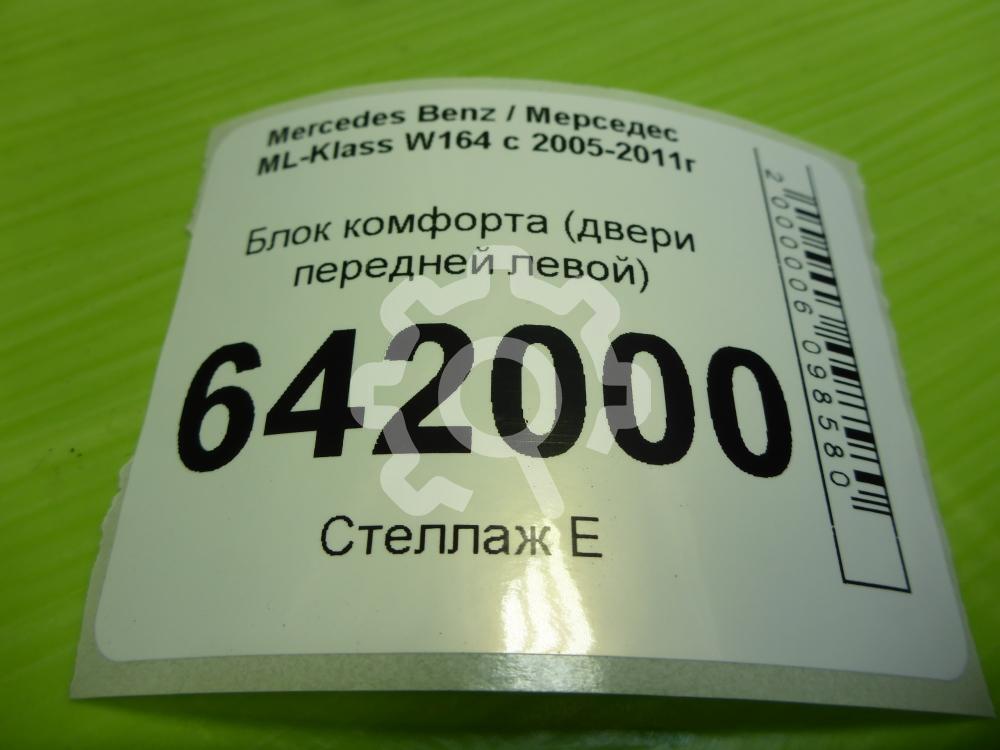 Mercedes Benz / Мерседес
ML-Klass W164 с 2005-2011г
Блок комфорта (двери
передней левой)
642000
Стеллаж Е
2000006098580